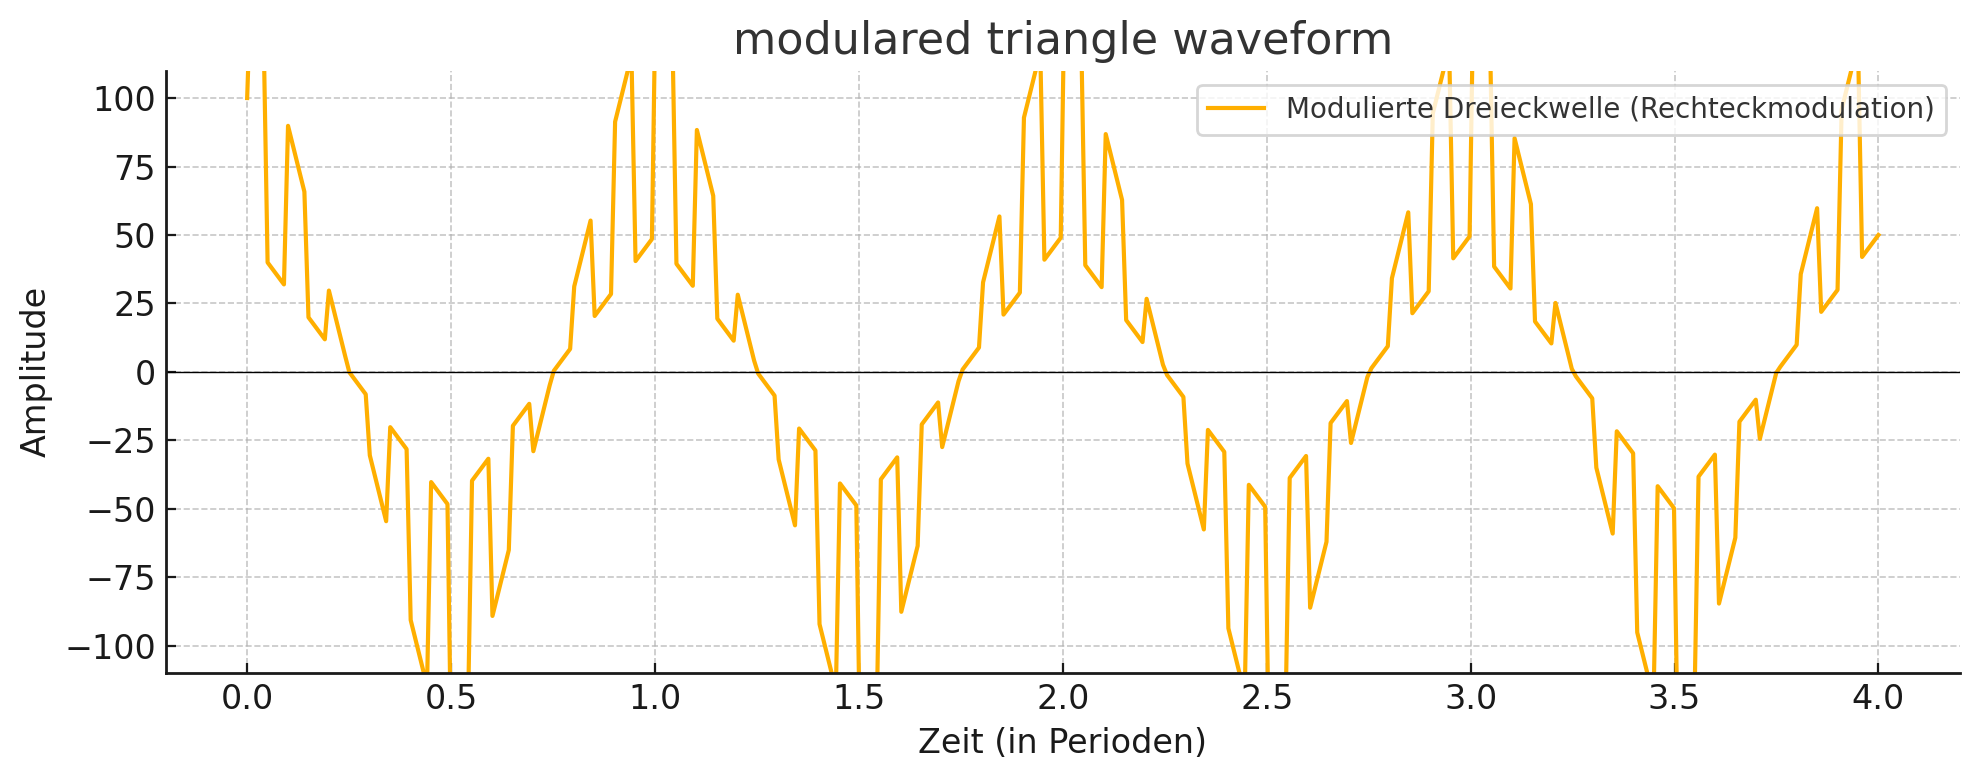 modulared triangle waveform
Modulierte Dreieckwelle (Rechteckmodulation)
Amplitude
100
75
50
25
0
−25
−50
−75
−100
0.0 0.5 1.0 1.5 2.0 2.5 3.0 3.5 4.0
Zeit (in Perioden)